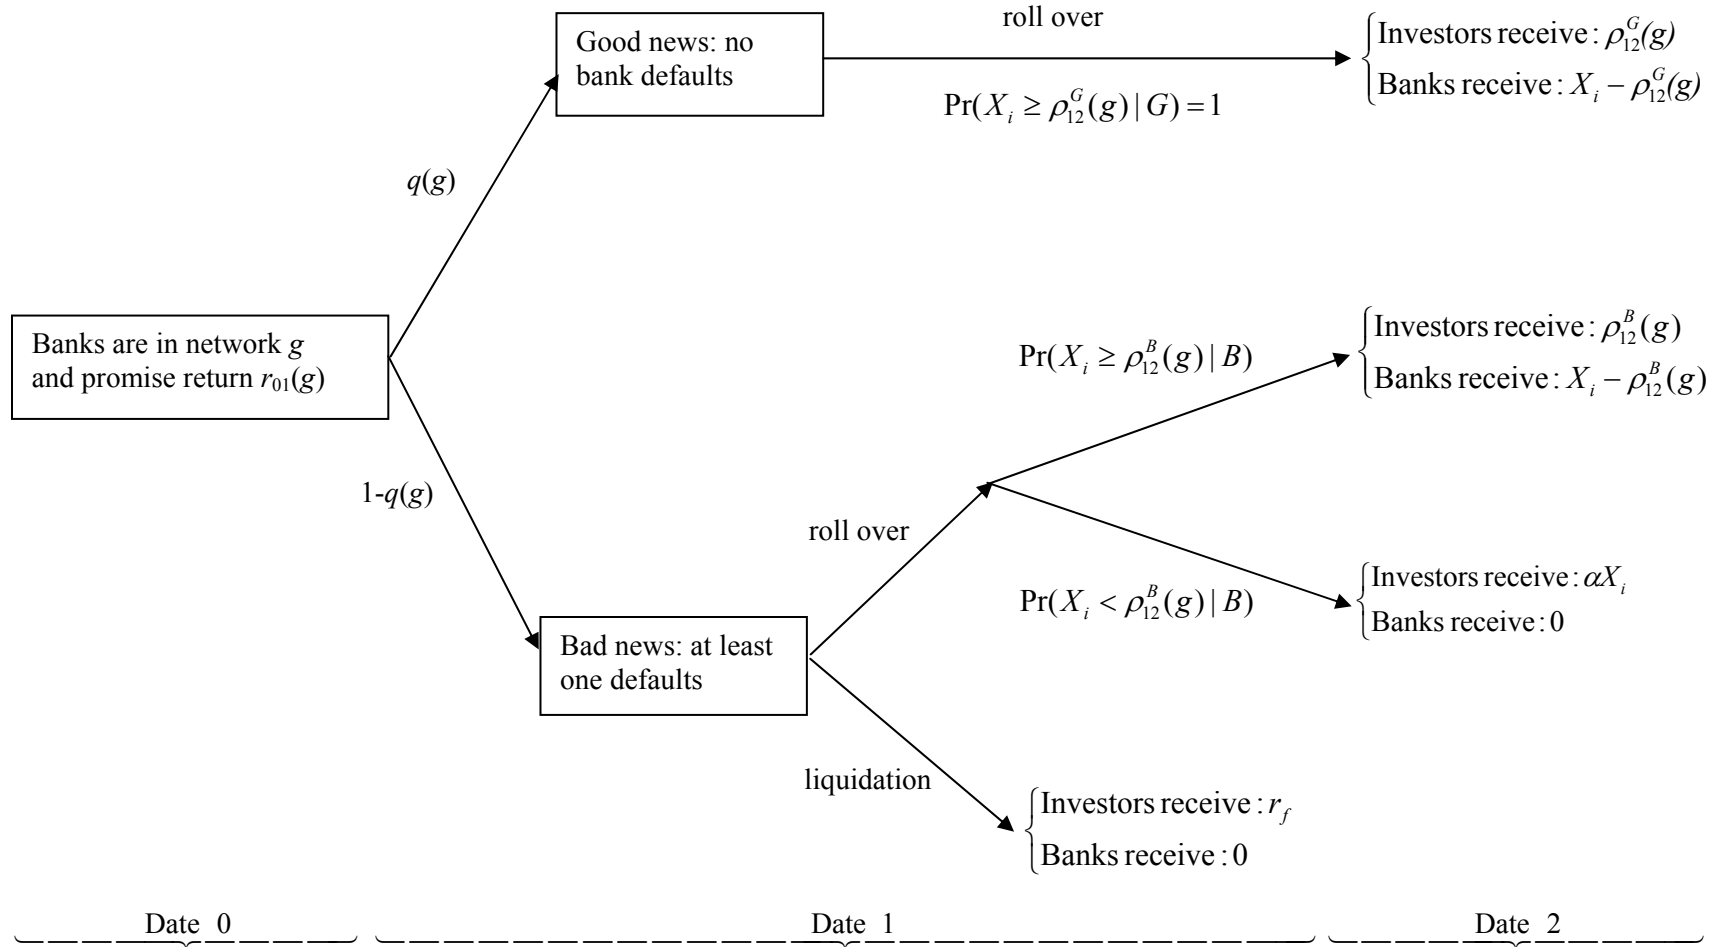 roll over
Good news: no
bank defaults
Investors receive: ρ₁₂ᴳ(g)
Banks receive: Xᵢ − ρ₁₂ᴳ(g)
Pr(Xᵢ ≥ ρ₁₂ᴳ(g) | G) = 1
q(g)
Banks are in network g
and promise return r₀₁(g)
Pr(Xᵢ ≥ ρ₁₂ᴮ(g) | B)
Investors receive: ρ₁₂ᴮ(g)
Banks receive: Xᵢ − ρ₁₂ᴮ(g)
1-q(g)
roll over
Pr(Xᵢ < ρ₁₂ᴮ(g) | B)
Investors receive: αXᵢ
Banks receive: 0
Bad news: at least
one defaults
liquidation
Investors receive: r_f
Banks receive: 0
Date 0
Date 1
Date 2